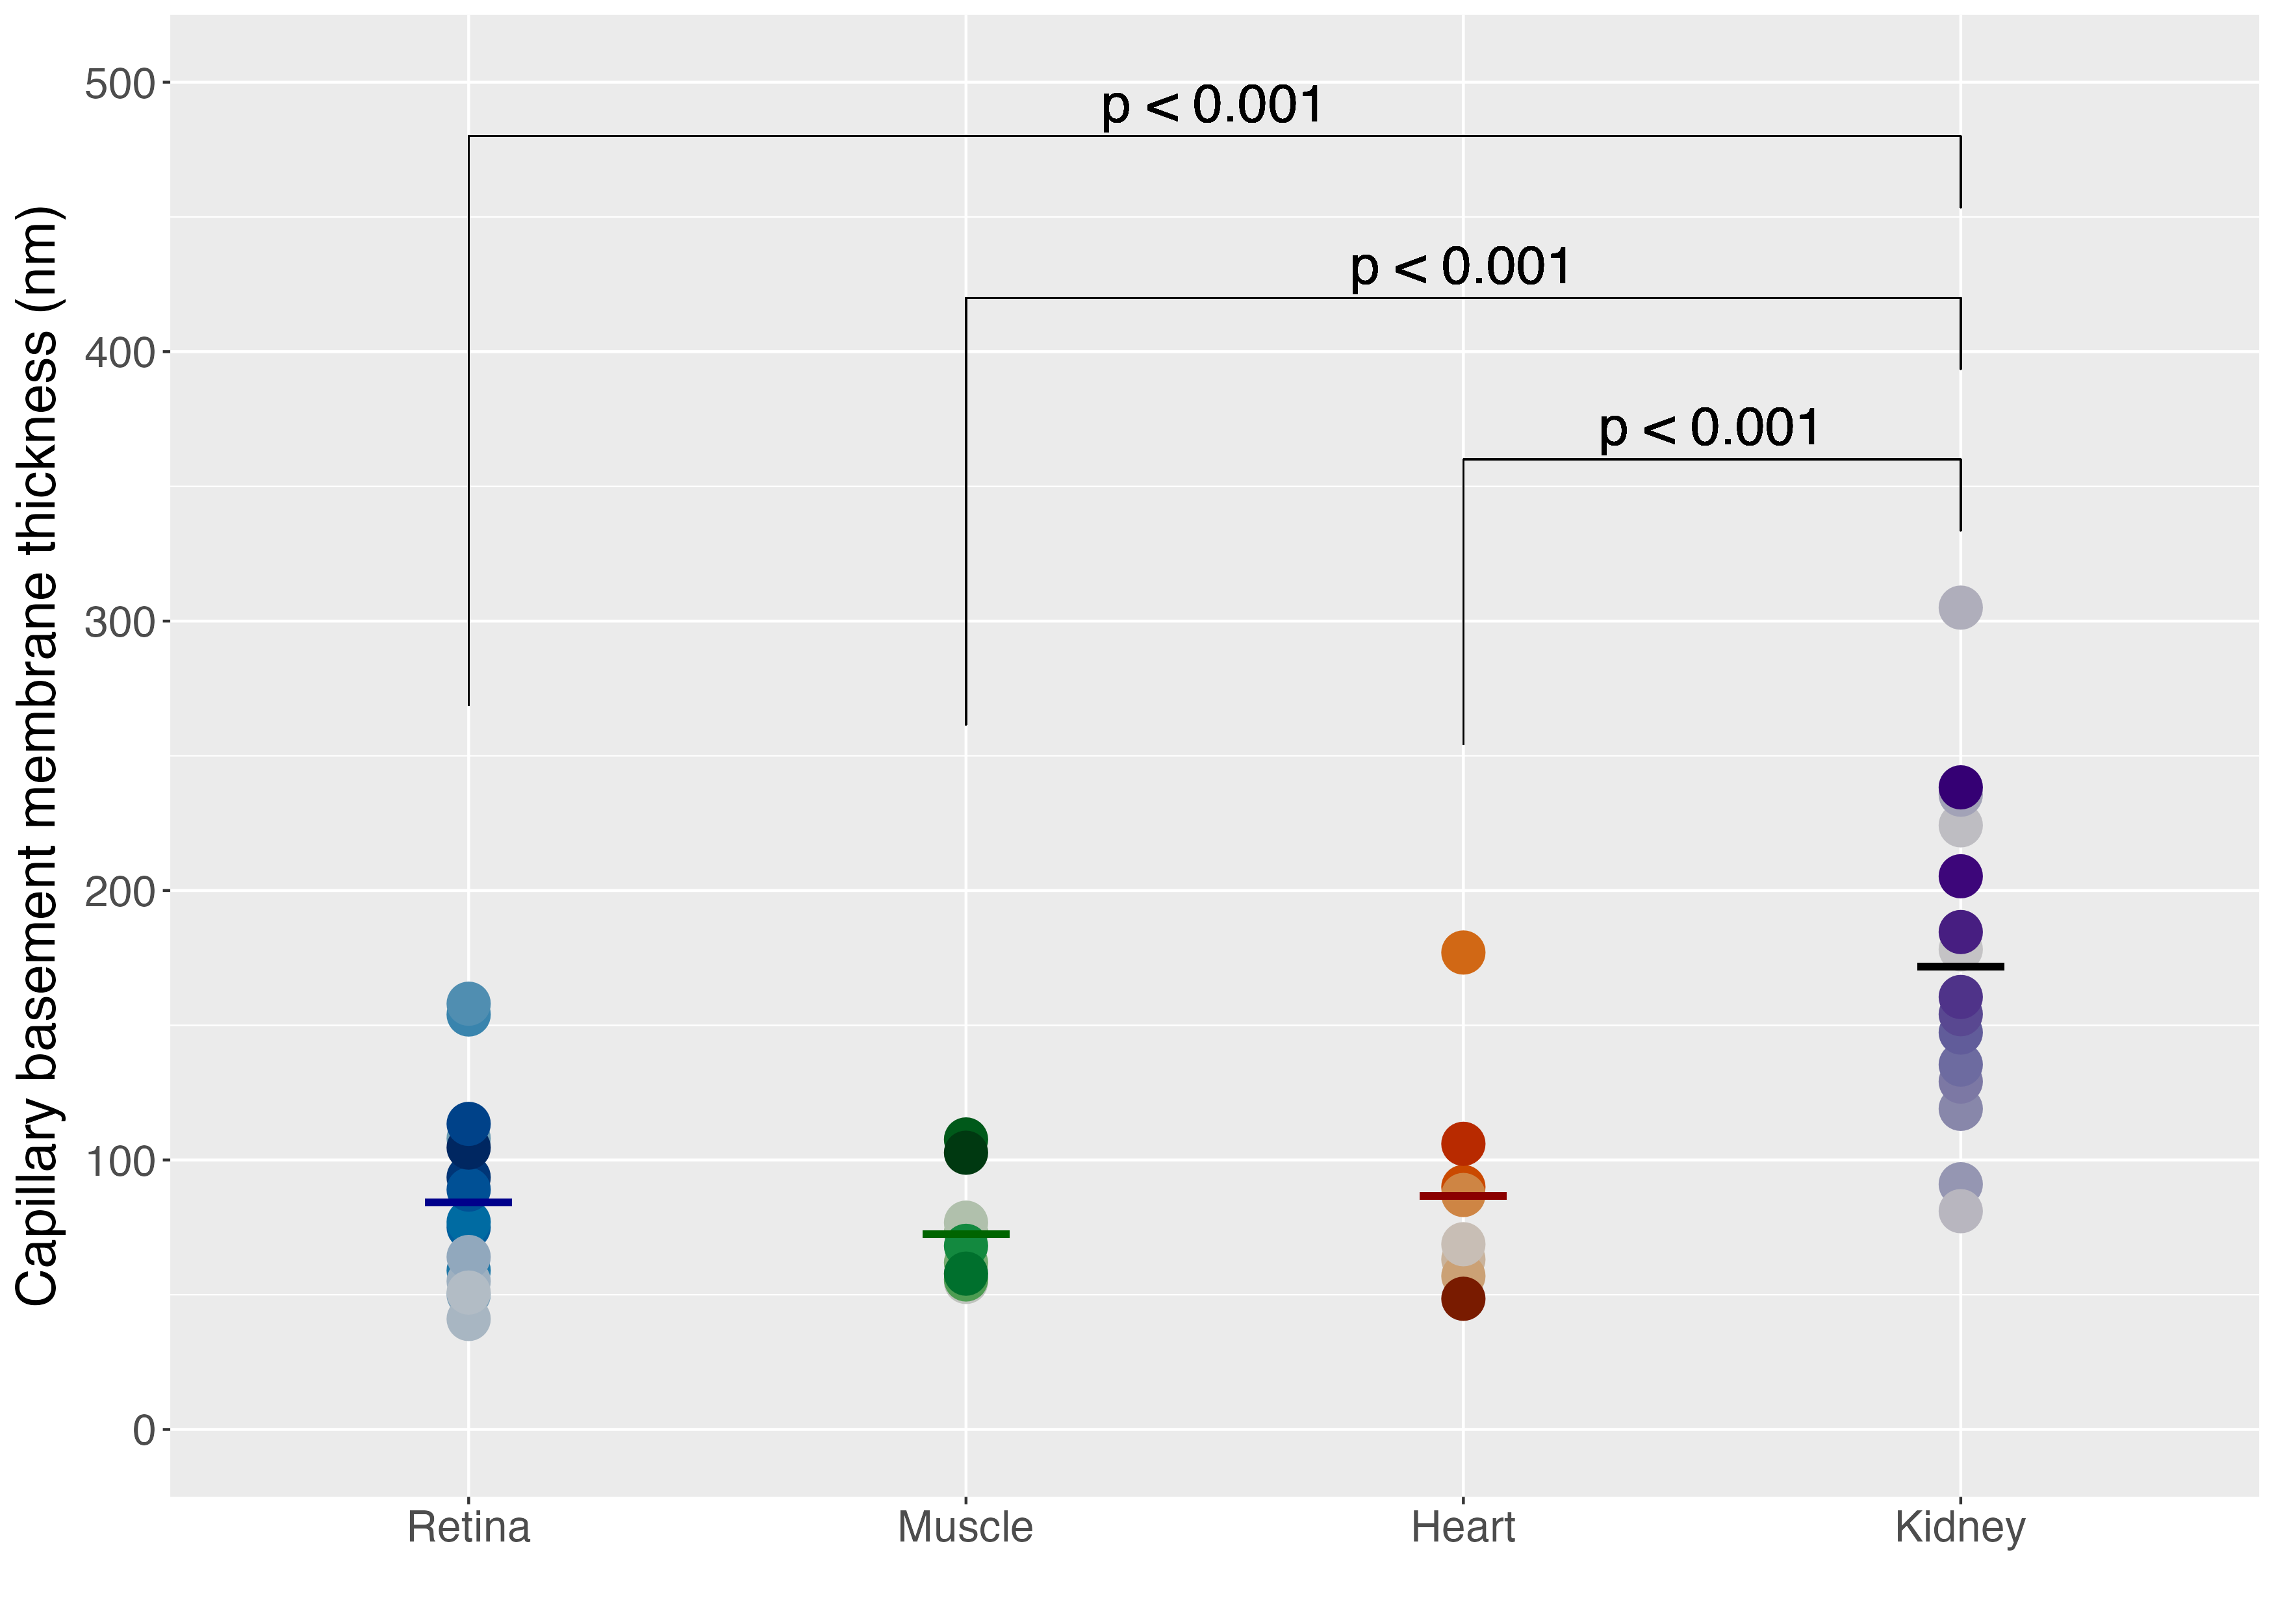 Capillary basement membrane thickness (nm)
500
400
300
200
100
0
p < 0.001
p < 0.001
p < 0.001
Retina
Muscle
Heart
Kidney